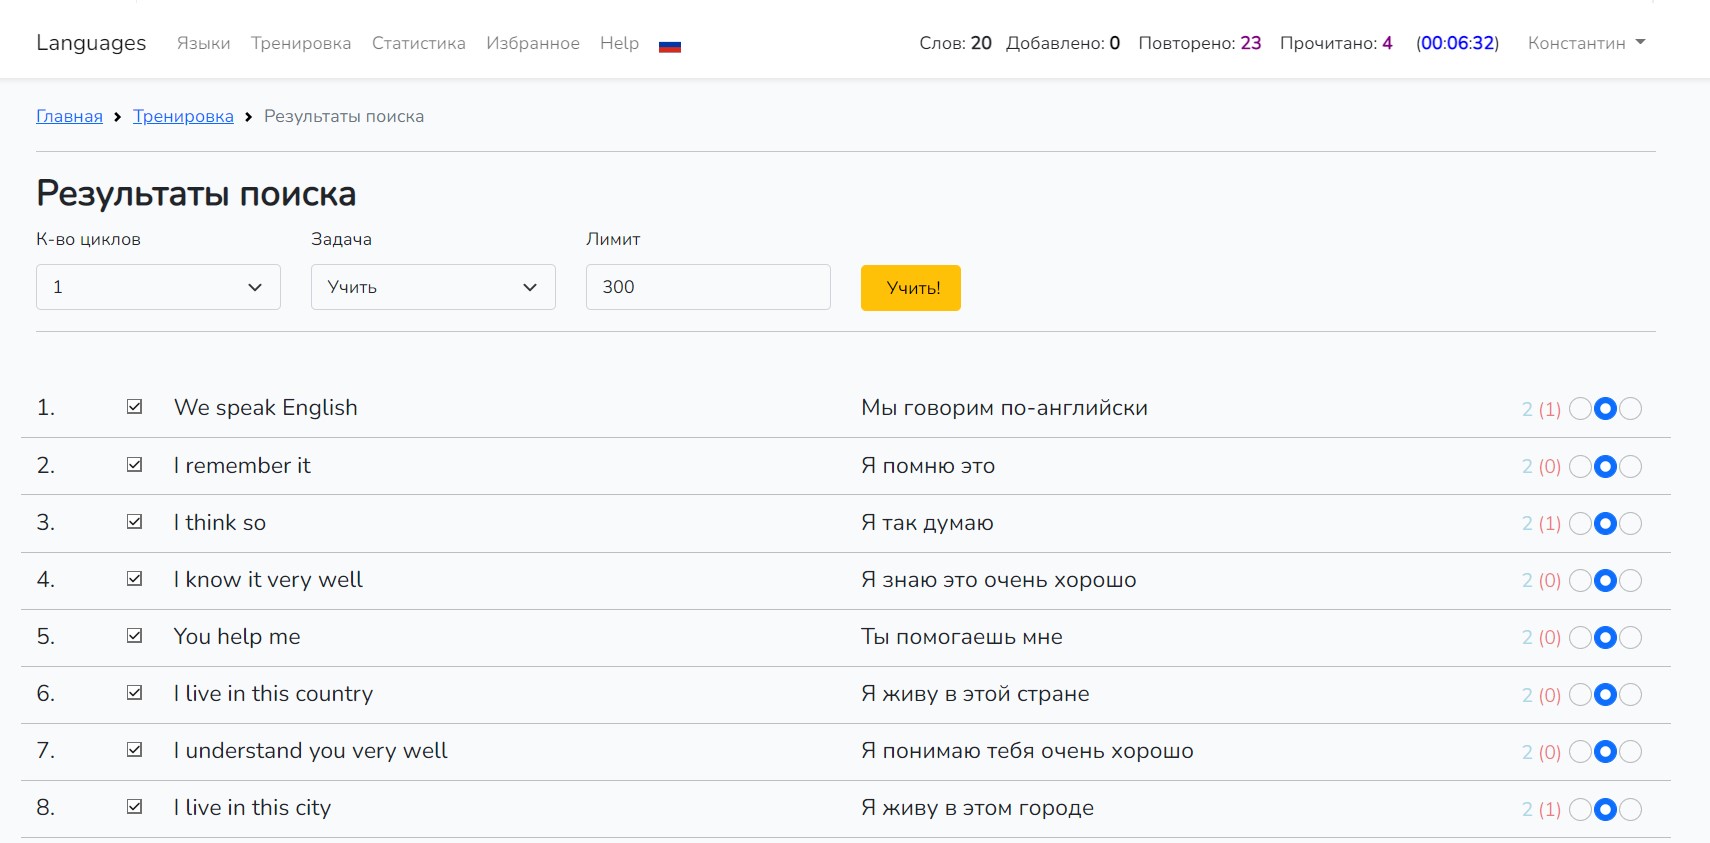 Languages Языки Тренировка Статистика Избранное Help Слов: 20 Добавлено: 0 Повторено: 23 Прочитано: 4 (00:06:32) Константин
Главная Тренировка Результаты поиска
Результаты поиска
К-во циклов Задача Лимит
1 Учить 300 Учить!
1. We speak English Мы говорим по-английски 2 (1)
2. I remember it Я помню это 2 (0)
3. I think so Я так думаю 2 (1)
4. I know it very well Я знаю это очень хорошо 2 (0)
5. You help me Ты помогаешь мне 2 (0)
6. I live in this country Я живу в этой стране 2 (0)
7. I understand you very well Я понимаю тебя очень хорошо 2 (0)
8. I live in this city Я живу в этом городе 2 (1)